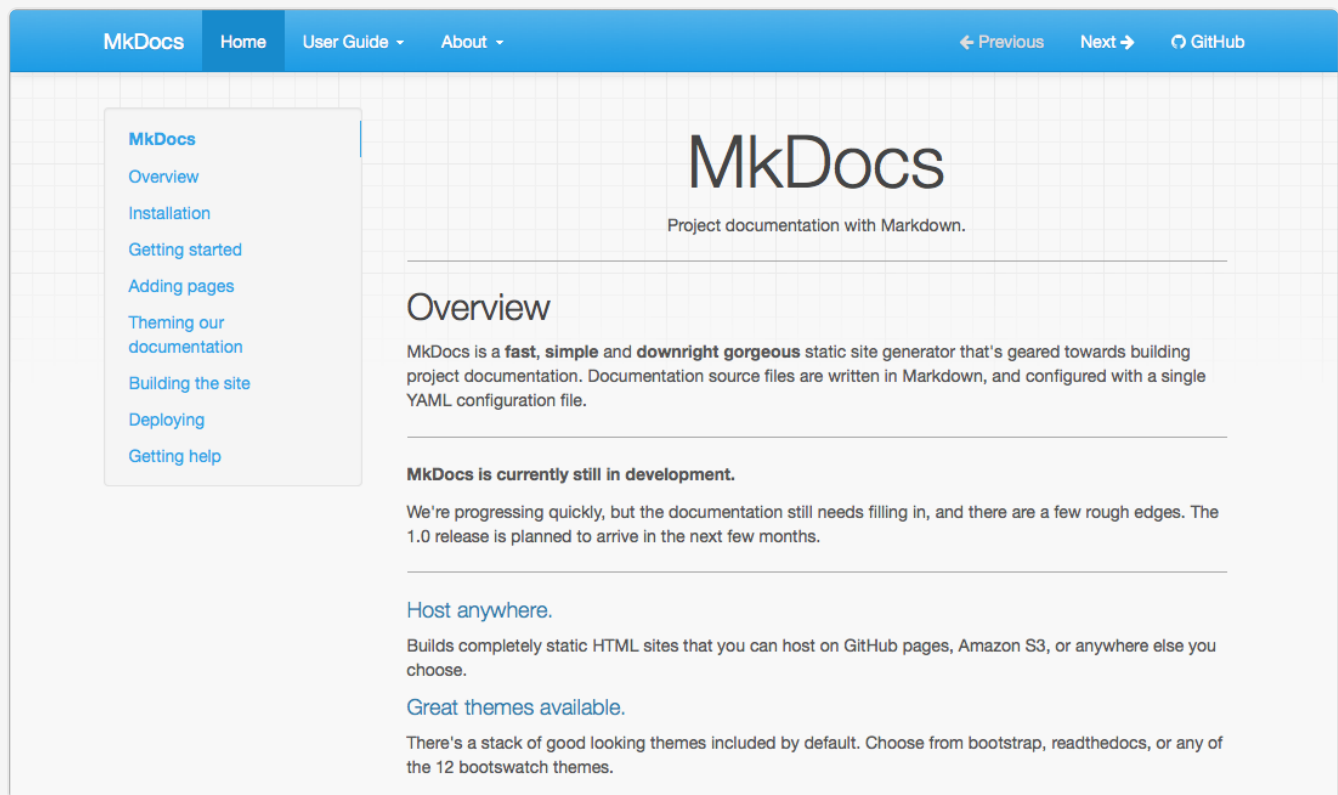 MkDocs Home User Guide About Previous Next GitHub
MkDocs
Overview
Installation
Getting started
Adding pages
Theming our
documentation
Building the site
Deploying
Getting help
MkDocs
Project documentation with Markdown.
Overview
MkDocs is a fast, simple and downright gorgeous static site generator that's geared towards building
project documentation. Documentation source files are written in Markdown, and configured with a single
YAML configuration file.
MkDocs is currently still in development.
We're progressing quickly, but the documentation still needs filling in, and there are a few rough edges. The
1.0 release is planned to arrive in the next few months.
Host anywhere.
Builds completely static HTML sites that you can host on GitHub pages, Amazon S3, or anywhere else you
choose.
Great themes available.
There's a stack of good looking themes included by default. Choose from bootstrap, readthedocs, or any of
the 12 bootswatch themes.